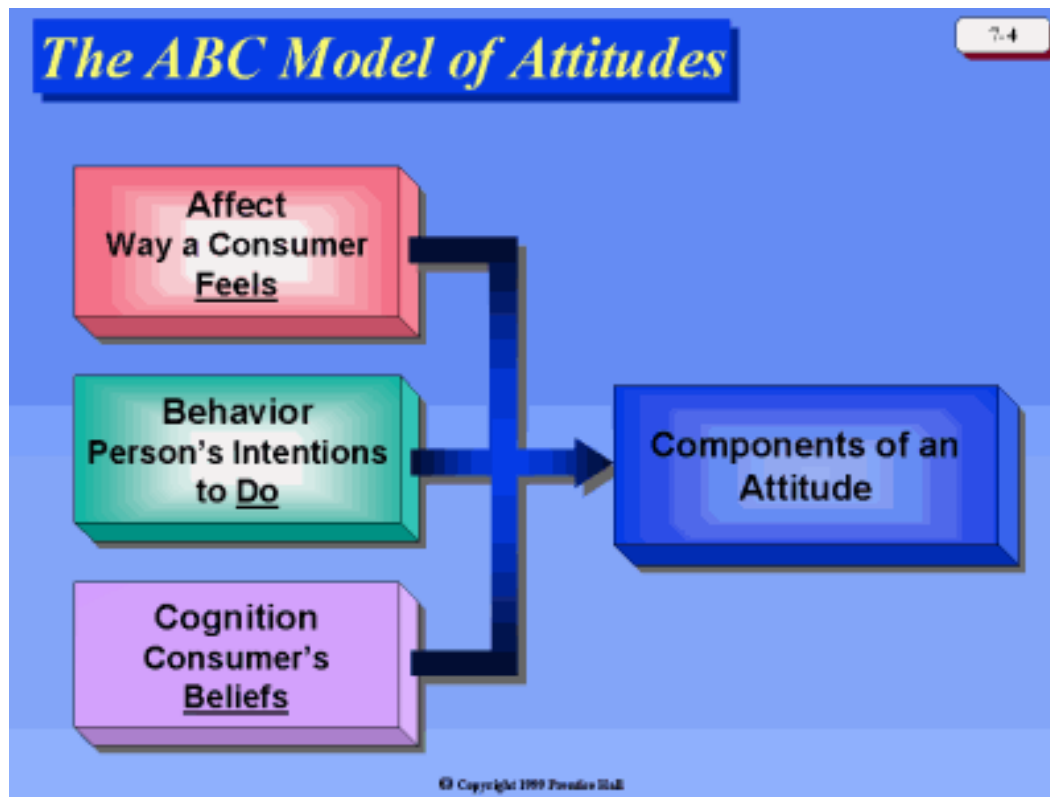 The ABC Model of Attitudes
7-4
Affect
Way a Consumer
Feels
Behavior
Person's Intentions
to Do
Cognition
Consumer's
Beliefs
Components of an
Attitude
© Copyright 1999 Prentice Hall